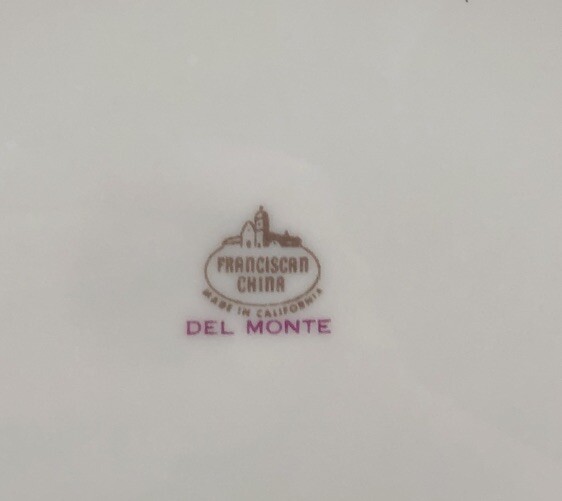 FRANCISCAN
CHINA
MADE IN CALIFORNIA
DEL MONTE